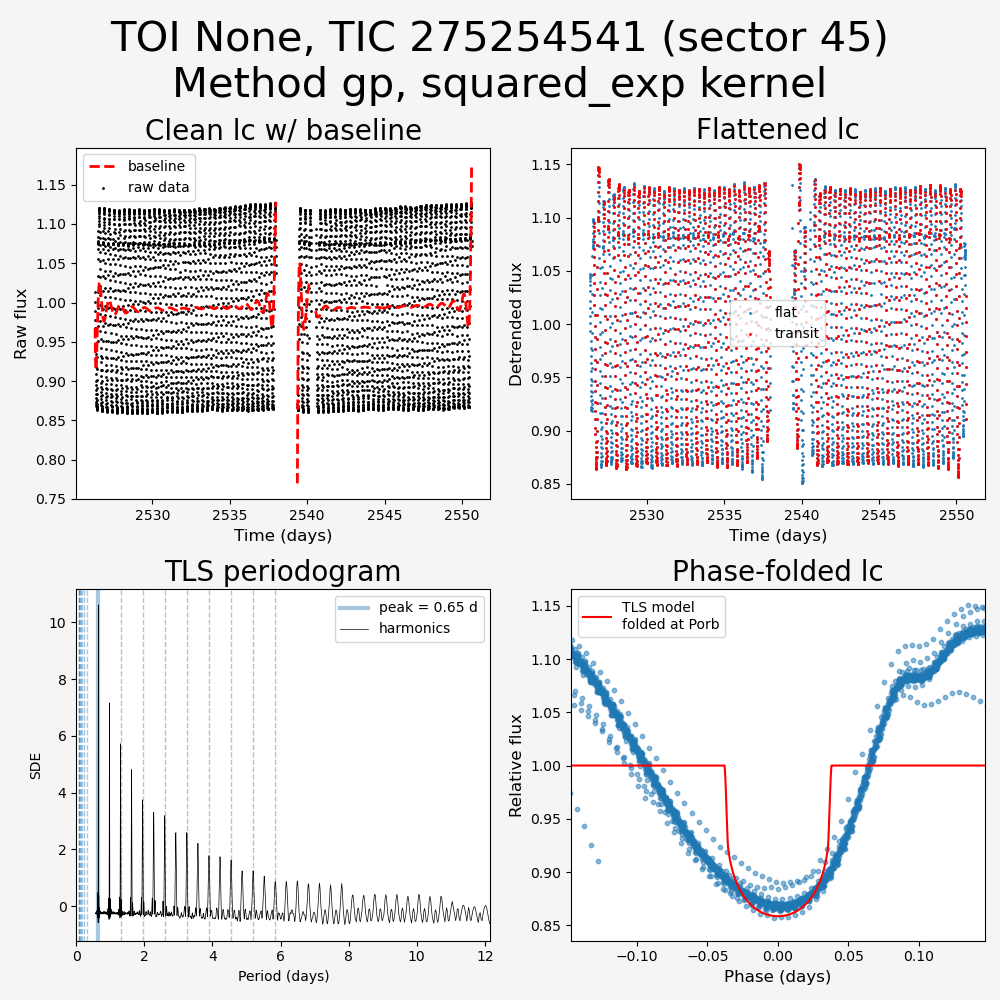 TOI None, TIC 275254541 (sector 45)
Method gp, squared_exp kernel
Clean lc w/ baseline
baseline
raw data
Raw flux
1.15
1.10
1.05
1.00
0.95
0.90
0.85
0.80
0.75
2530 2535 2540 2545 2550
Time (days)
Flattened lc
flat
transit
Detrended flux
1.15
1.10
1.05
1.00
0.95
0.90
0.85
2530 2535 2540 2545 2550
Time (days)
TLS periodogram
peak = 0.65 d
harmonics
SDE
10
8
6
4
2
0
0 2 4 6 8 10 12
Period (days)
Phase-folded lc
TLS model
folded at Porb
Relative flux
1.15
1.10
1.05
1.00
0.95
0.90
0.85
−0.10 −0.05 0.00 0.05 0.10
Phase (days)